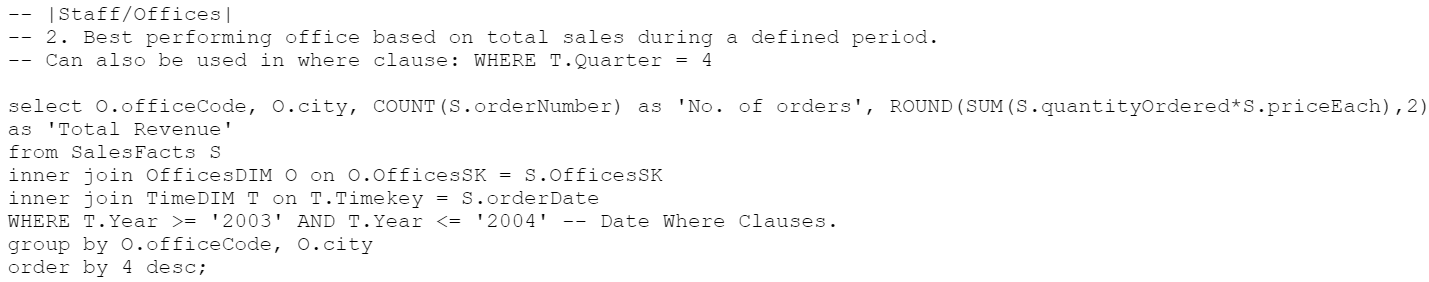 -- |Staff/Offices|
-- 2. Best performing office based on total sales during a defined period.
-- Can also be used in where clause: WHERE T.Quarter = 4
select O.officeCode, O.city, COUNT(S.orderNumber) as 'No. of orders', ROUND(SUM(S.quantityOrdered*S.priceEach),2)
as 'Total Revenue'
from SalesFacts S
inner join OfficesDIM O on O.OfficesSK = S.OfficesSK
inner join TimeDIM T on T.Timekey = S.orderDate
WHERE T.Year >= '2003' AND T.Year <= '2004' -- Date Where Clauses.
group by O.officeCode, O.city
order by 4 desc;